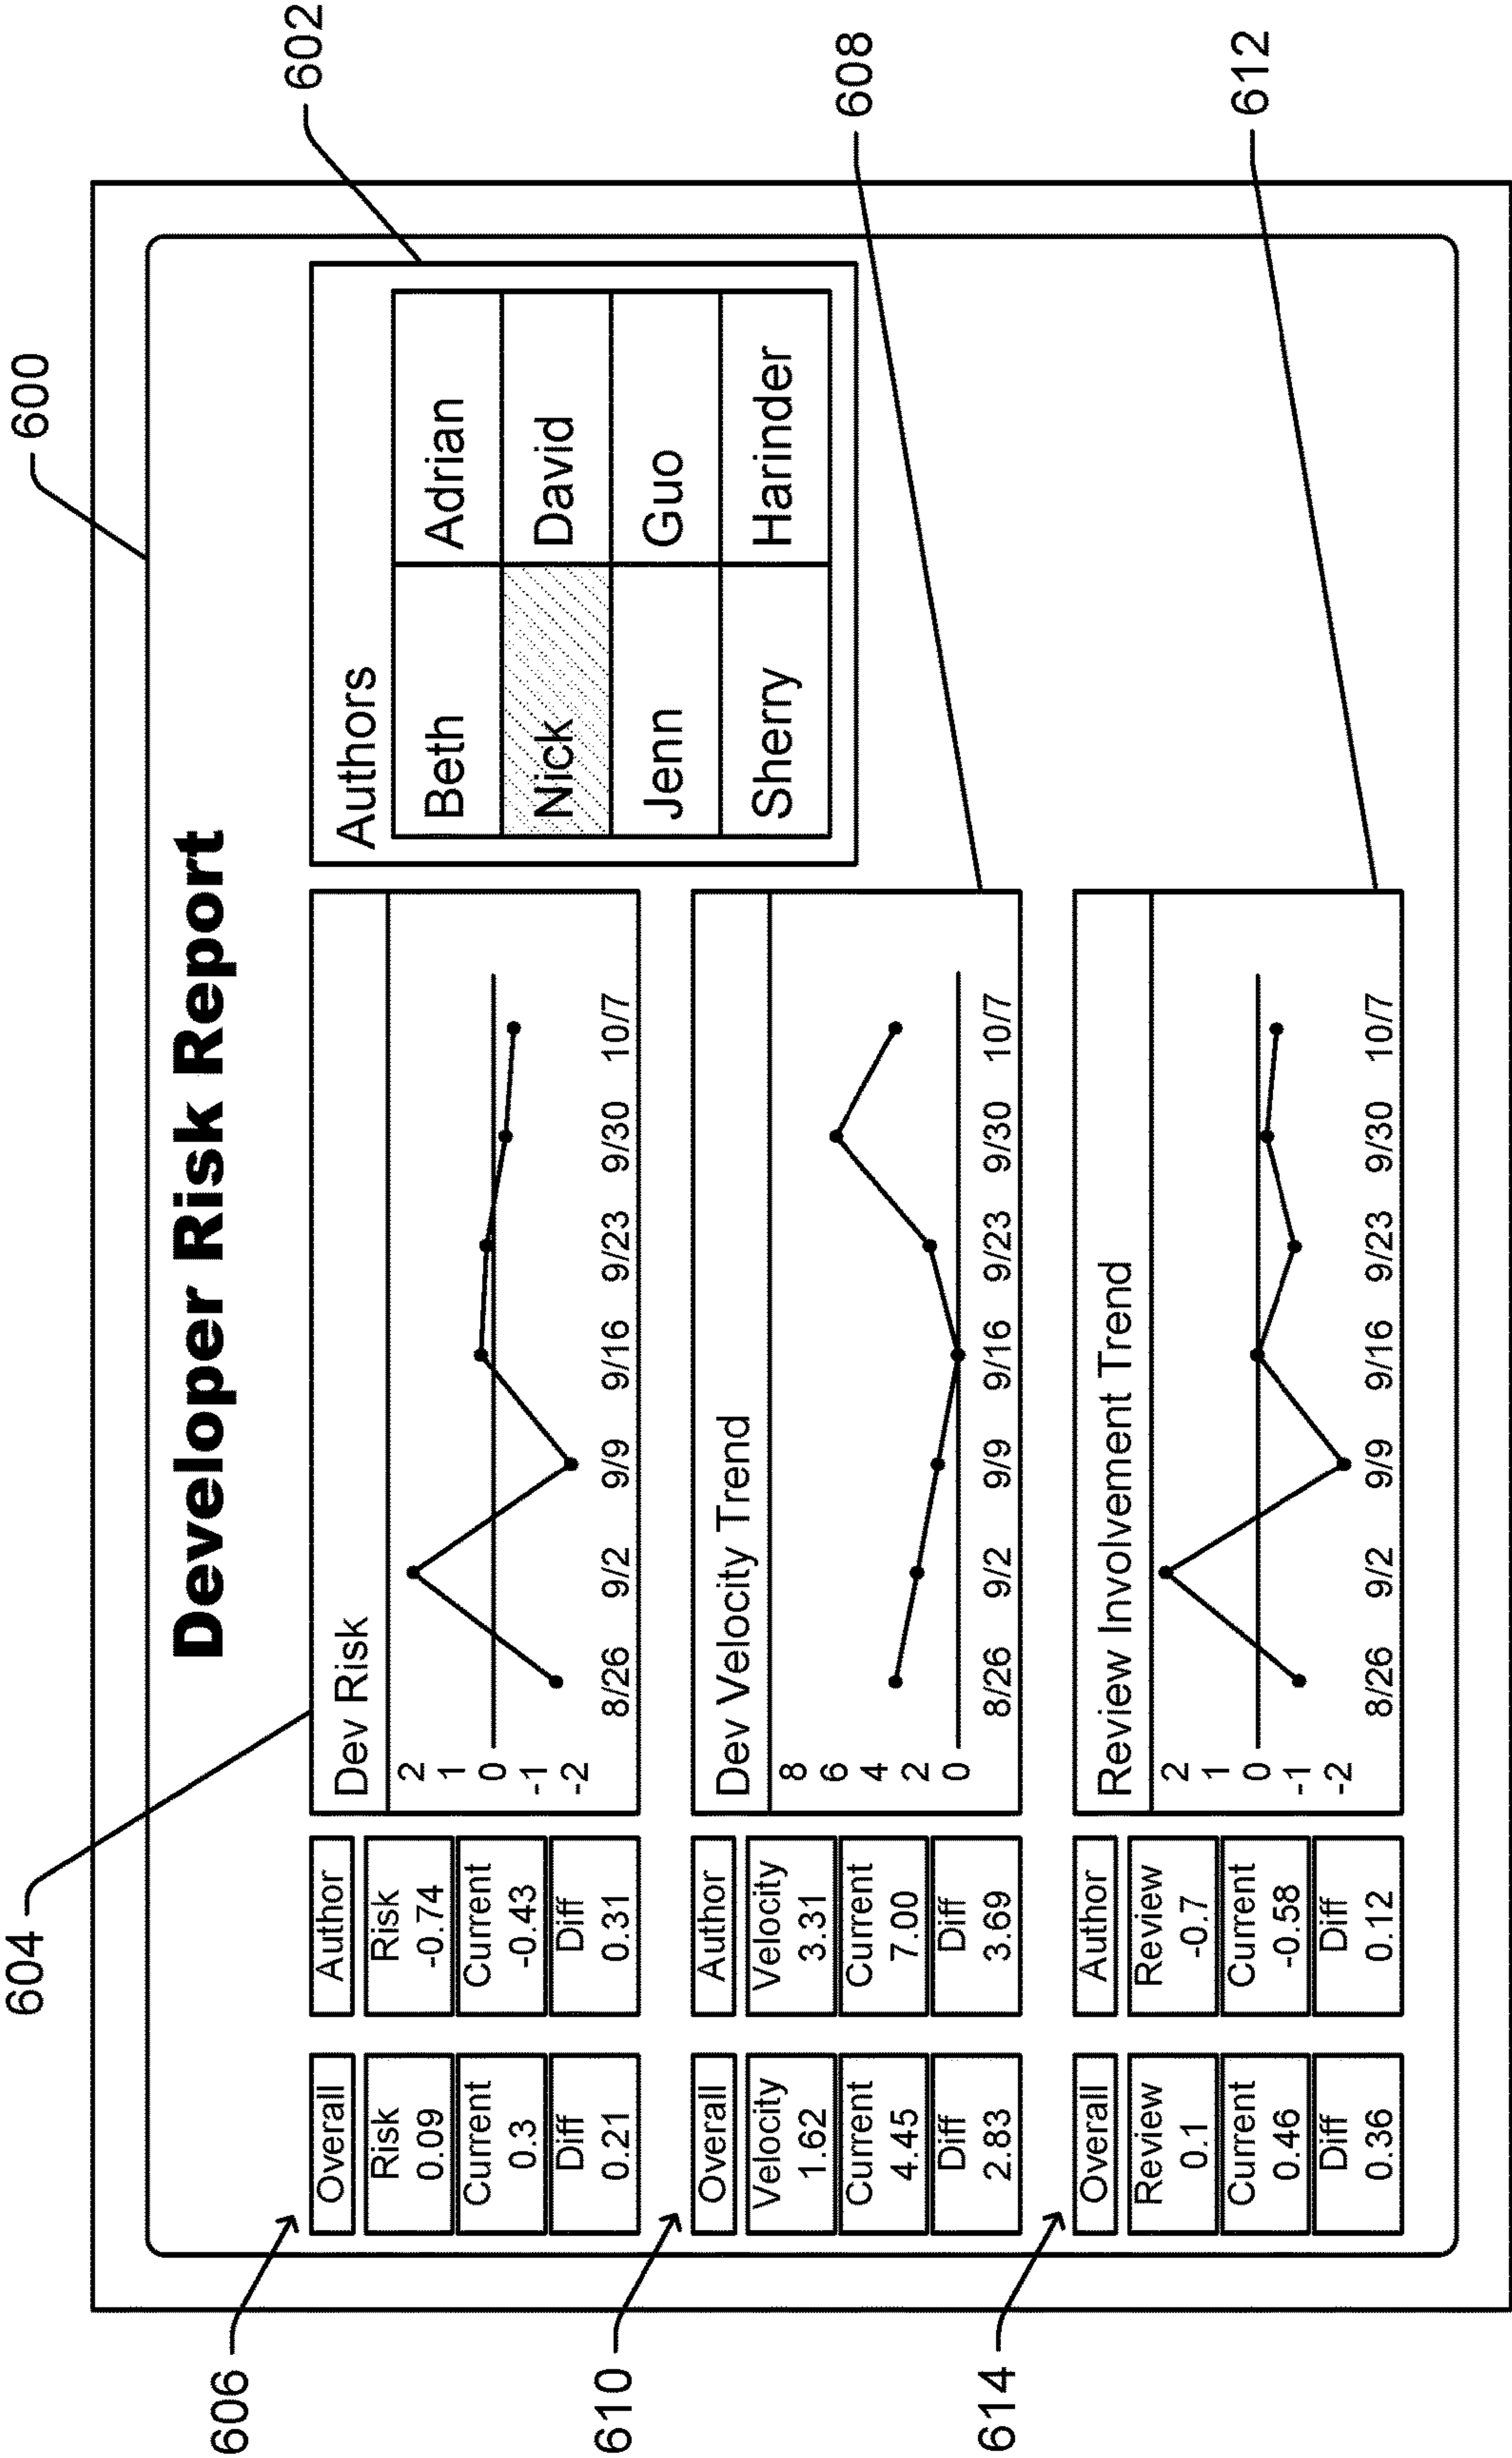 600
Developer Risk Report
604
606
Overall
Risk
0.09
Current
0.3
Diff
0.21
Author
Risk
-0.74
Current
-0.43
Diff
0.31
Dev Risk
2
1
0
-1
-2
8/26 9/2 9/9 9/16 9/23 9/30 10/7
602
Authors
Beth Adrian
Nick David
Jenn Guo
Sherry Harinder
610
Overall
Velocity
1.62
Current
4.45
Diff
2.83
Author
Velocity
3.31
Current
7.00
Diff
3.69
Dev Velocity Trend
8
6
4
2
0
8/26 9/2 9/9 9/16 9/23 9/30 10/7
608
614
Overall
Review
0.1
Current
0.46
Diff
0.36
Author
Review
-0.7
Current
-0.58
Diff
0.12
Review Involvement Trend
2
1
0
-1
-2
8/26 9/2 9/9 9/16 9/23 9/30 10/7
612